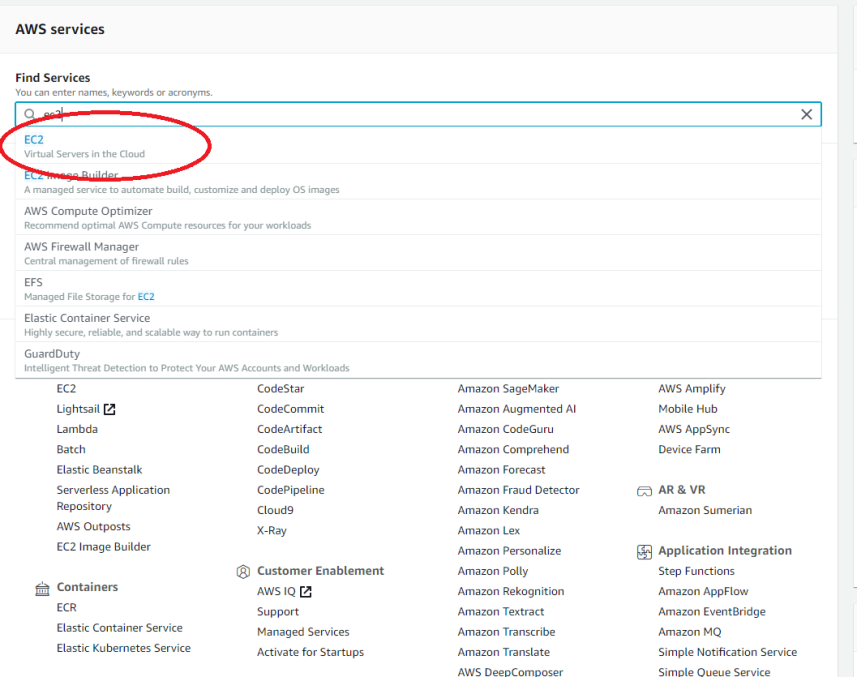 AWS services
Find Services
You can enter names, keywords or acronyms.
ec2
EC2
Virtual Servers in the Cloud
EC2 Image Builder
A managed service to automate build, customize and deploy OS images
AWS Compute Optimizer
Recommend optimal AWS Compute resources for your workloads
AWS Firewall Manager
Central management of firewall rules
EFS
Managed File Storage for EC2
Elastic Container Service
Highly secure, reliable, and scalable way to run containers
GuardDuty
Intelligent Threat Detection to Protect Your AWS Accounts and Workloads
EC2
Lightsail
Lambda
Batch
Elastic Beanstalk
Serverless Application
Repository
AWS Outposts
EC2 Image Builder
Containers
ECR
Elastic Container Service
Elastic Kubernetes Service
CodeStar
CodeCommit
CodeArtifact
CodeBuild
CodeDeploy
CodePipeline
Cloud9
X-Ray
Customer Enablement
AWS IQ
Support
Managed Services
Activate for Startups
Amazon SageMaker
Amazon Augmented AI
Amazon CodeGuru
Amazon Comprehend
Amazon Forecast
Amazon Fraud Detector
Amazon Kendra
Amazon Lex
Amazon Personalize
Amazon Polly
Amazon Rekognition
Amazon Textract
Amazon Transcribe
Amazon Translate
AWS DeepComposer
AWS Amplify
Mobile Hub
AWS AppSync
Device Farm
AR & VR
Amazon Sumerian
Application Integration
Step Functions
Amazon AppFlow
Amazon EventBridge
Amazon MQ
Simple Notification Service
Simple Queue Service